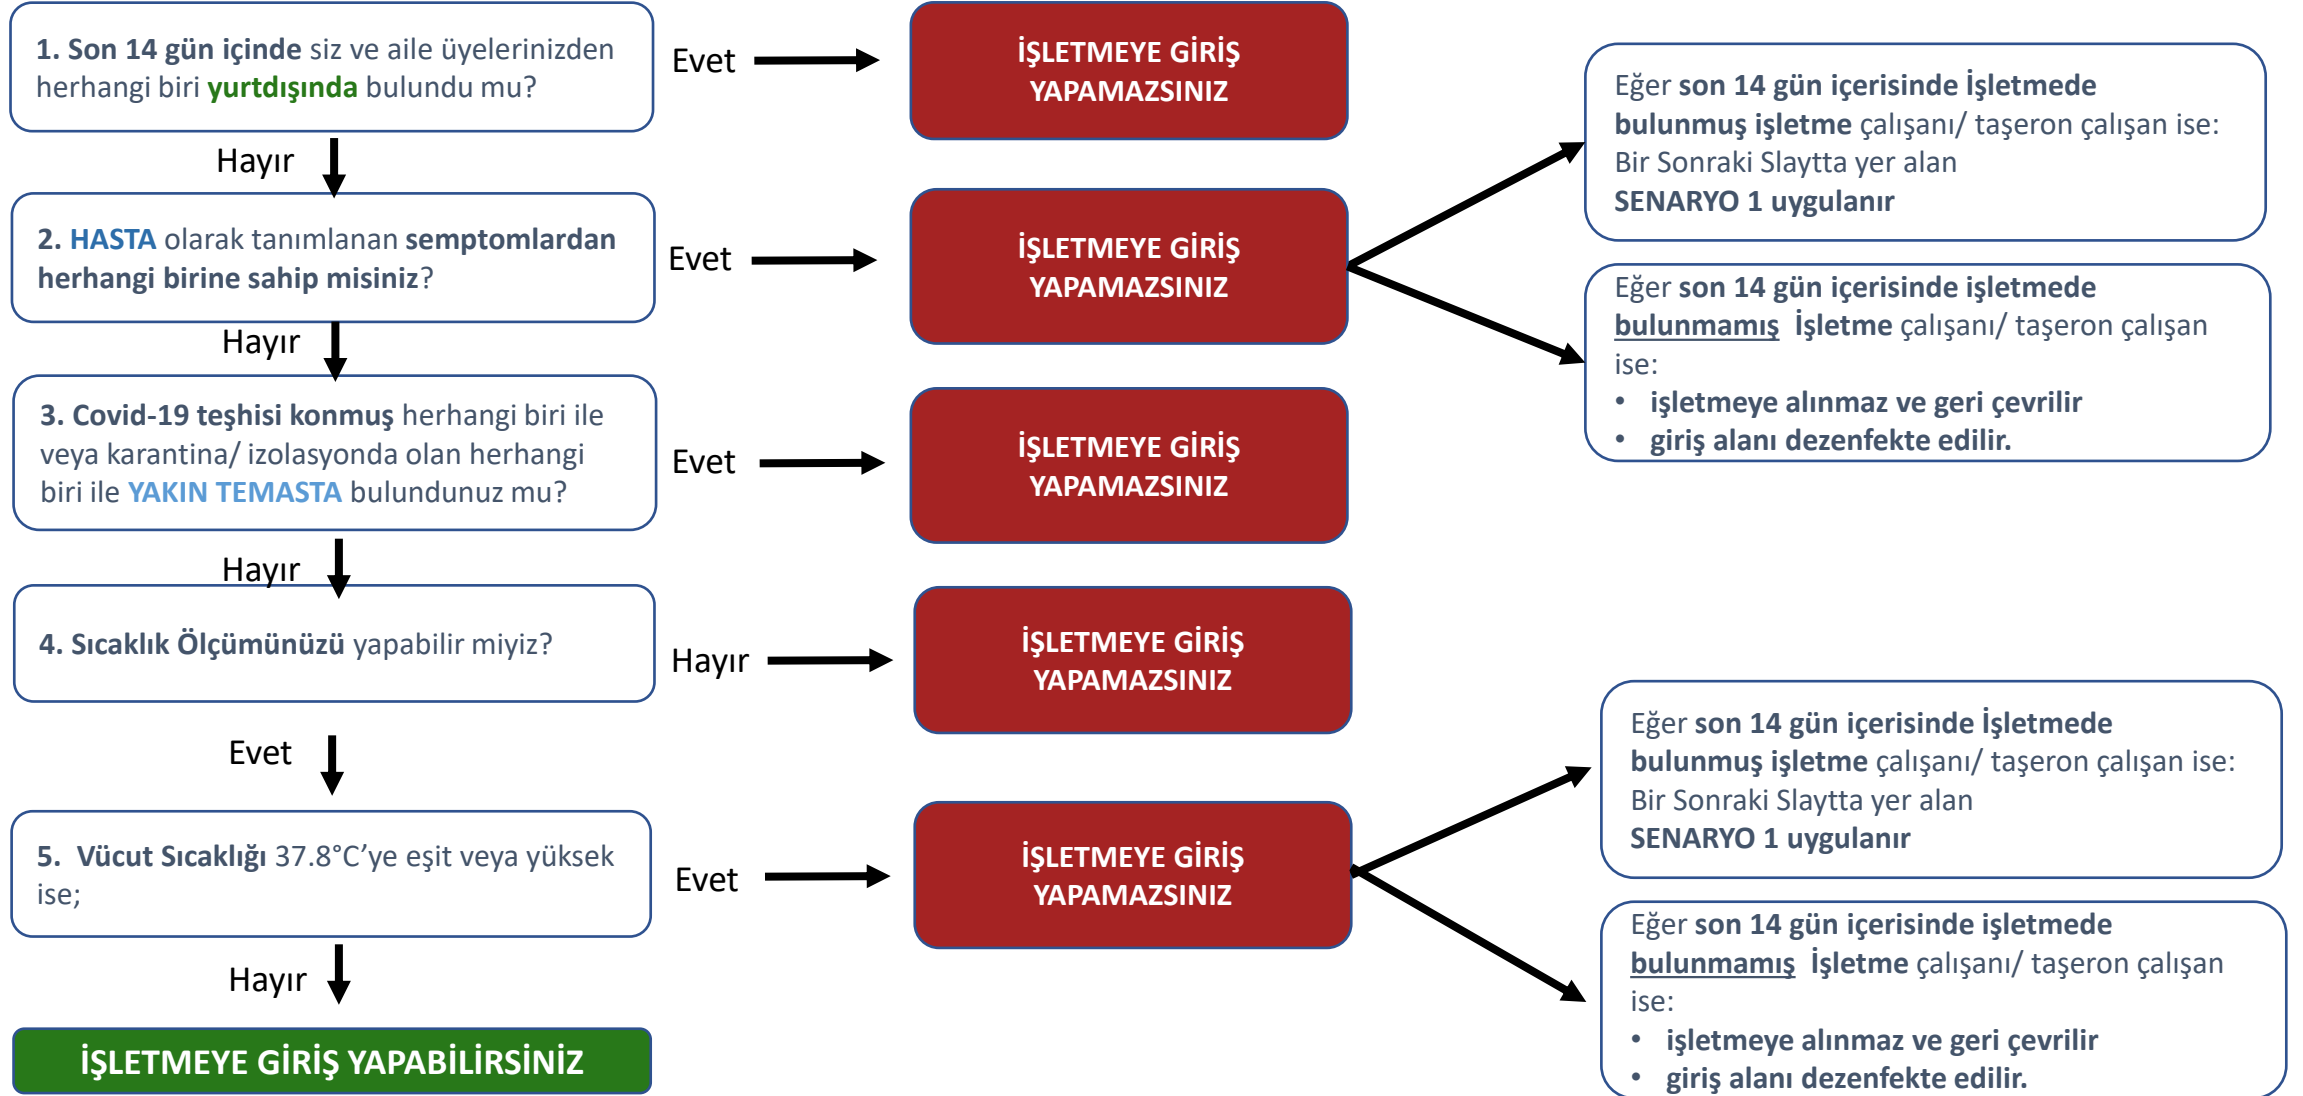 1. Son 14 gün içinde siz ve aile üyelerinizden
herhangi biri yurtdışında bulundu mu?
Evet
İŞLETMEYE GİRİŞ
YAPAMAZSINIZ
Hayır
2. HASTA olarak tanımlanan semptomlardan
herhangi birine sahip misiniz?
Evet
İŞLETMEYE GİRİŞ
YAPAMAZSINIZ
Eğer son 14 gün içerisinde İşletmede
bulunmuş işletme çalışanı/ taşeron çalışan ise:
Bir Sonraki Slaytta yer alan
SENARYO 1 uygulanır
Eğer son 14 gün içerisinde işletmede
bulunmamış İşletme çalışanı/ taşeron çalışan
ise:
• işletmeye alınmaz ve geri çevrilir
• giriş alanı dezenfekte edilir.
Hayır
3. Covid-19 teşhisi konmuş herhangi biri ile
veya karantina/ izolasyonda olan herhangi
biri ile YAKIN TEMASTA bulundunuz mu?
Evet
İŞLETMEYE GİRİŞ
YAPAMAZSINIZ
Hayır
4. Sıcaklık Ölçümünüzü yapabilir miyiz?
Hayır
İŞLETMEYE GİRİŞ
YAPAMAZSINIZ
Evet
5. Vücut Sıcaklığı 37.8°C’ye eşit veya yüksek
ise;
Evet
İŞLETMEYE GİRİŞ
YAPAMAZSINIZ
Eğer son 14 gün içerisinde İşletmede
bulunmuş işletme çalışanı/ taşeron çalışan ise:
Bir Sonraki Slaytta yer alan
SENARYO 1 uygulanır
Eğer son 14 gün içerisinde işletmede
bulunmamış İşletme çalışanı/ taşeron çalışan
ise:
• işletmeye alınmaz ve geri çevrilir
• giriş alanı dezenfekte edilir.
Hayır
İŞLETMEYE GİRİŞ YAPABİLİRSİNİZ